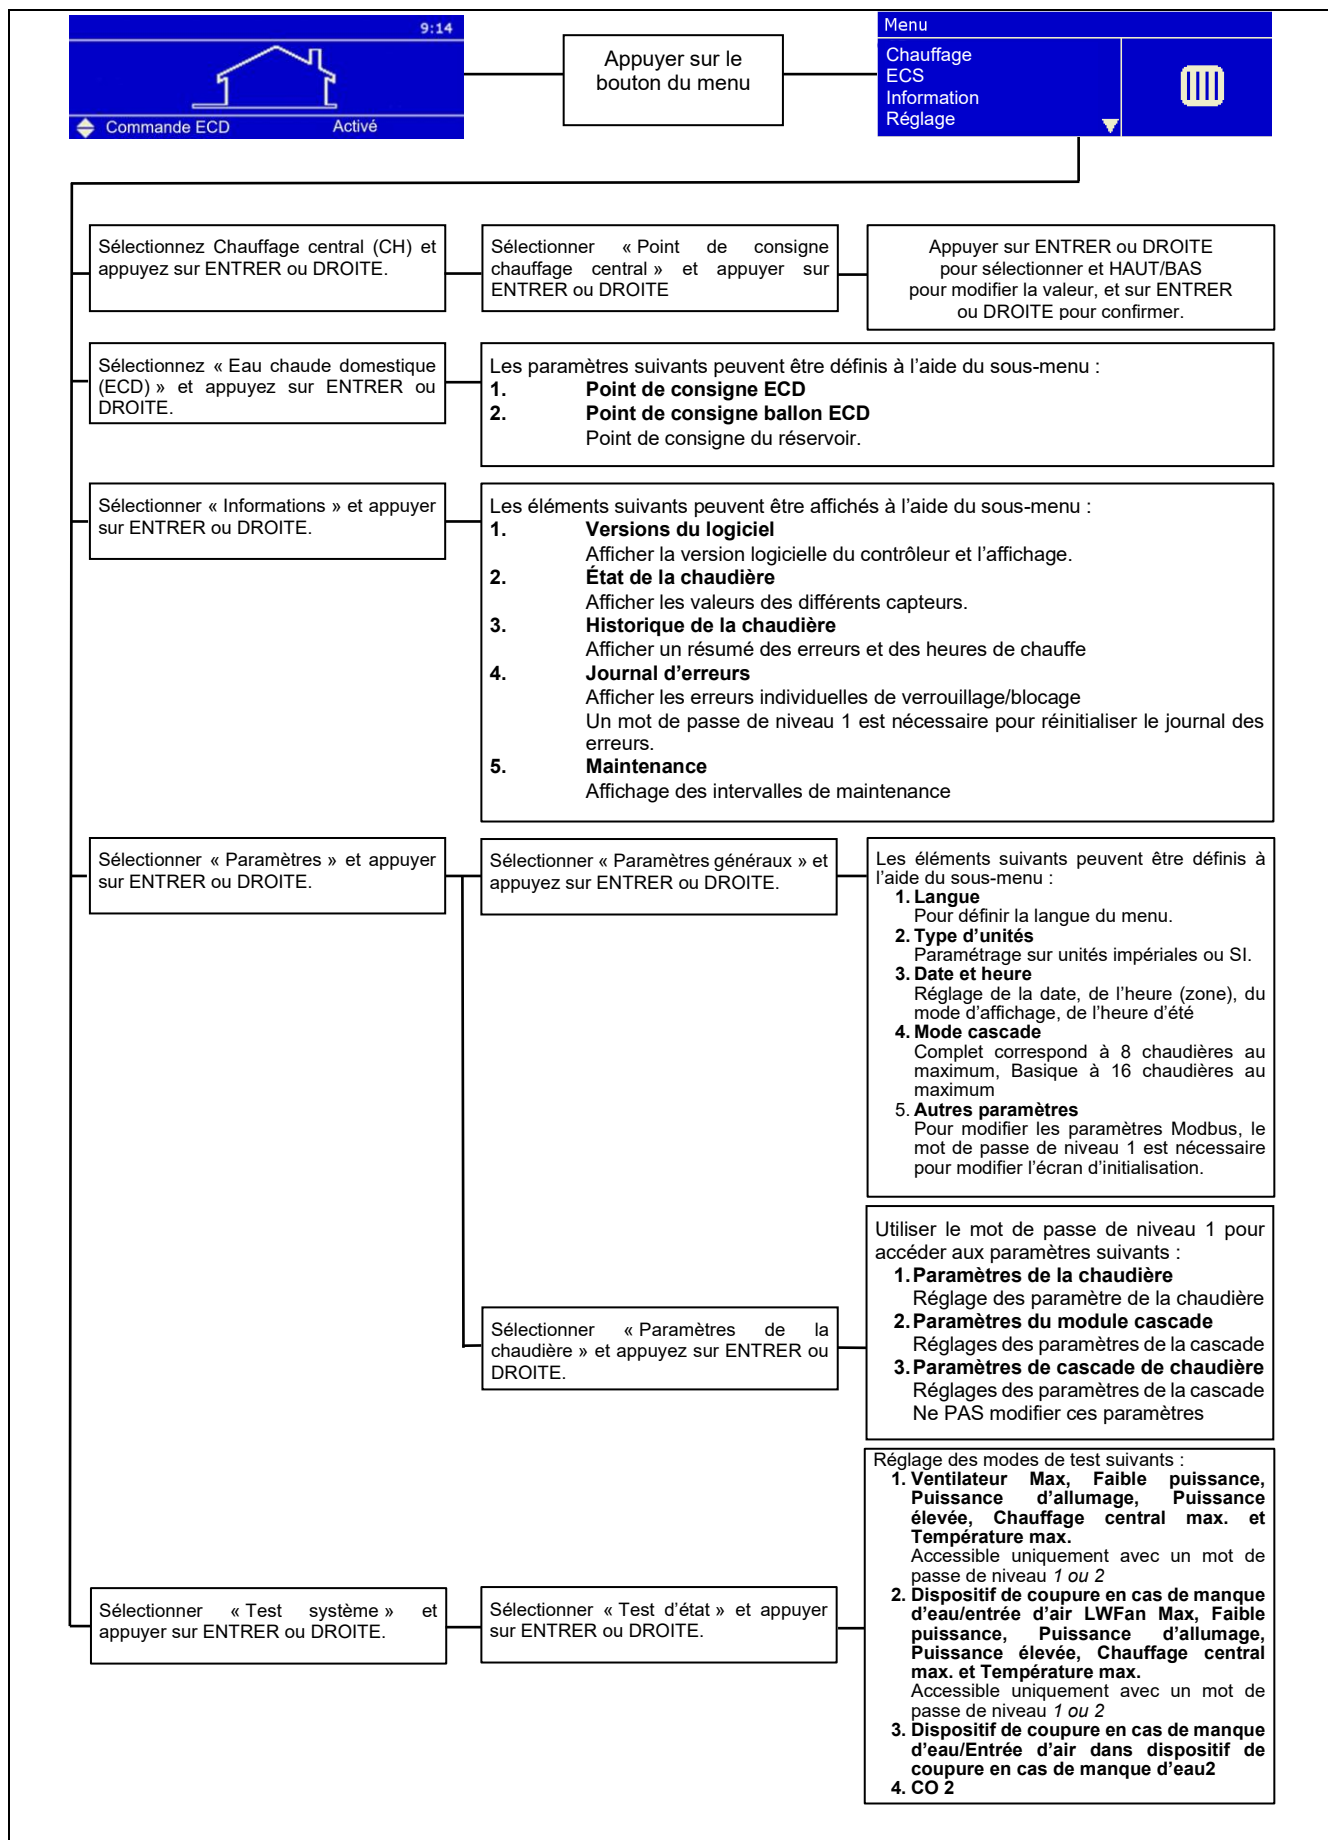 9:14
Commande ECD Activé
Appuyer sur le
bouton du menu
Menu
Chauffage
ECS
Information
Réglage
Sélectionnez Chauffage central (CH) et
appuyez sur ENTRER ou DROITE.
Sélectionner « Point de consigne
chauffage central » et appuyer sur
ENTRER ou DROITE
Appuyer sur ENTRER ou DROITE
pour sélectionner et HAUT/BAS
pour modifier la valeur, et sur ENTRER
ou DROITE pour confirmer.
Sélectionnez « Eau chaude domestique
(ECD) » et appuyez sur ENTRER ou
DROITE.
Les paramètres suivants peuvent être définis à l'aide du sous-menu :
1. Point de consigne ECD
2. Point de consigne ballon ECD
Point de consigne du réservoir.
Sélectionner « Informations » et appuyer
sur ENTRER ou DROITE.
Les éléments suivants peuvent être affichés à l'aide du sous-menu :
1. Versions du logiciel
Afficher la version logicielle du contrôleur et l'affichage.
2. État de la chaudière
Afficher les valeurs des différents capteurs.
3. Historique de la chaudière
Afficher un résumé des erreurs et des heures de chauffe
4. Journal d'erreurs
Afficher les erreurs individuelles de verrouillage/blocage
Un mot de passe de niveau 1 est nécessaire pour réinitialiser le journal des
erreurs.
5. Maintenance
Affichage des intervalles de maintenance
Sélectionner « Paramètres » et appuyer
sur ENTRER ou DROITE.
Sélectionner « Paramètres généraux » et
appuyez sur ENTRER ou DROITE.
Les éléments suivants peuvent être définis à
l'aide du sous-menu :
1. Langue
Pour définir la langue du menu.
2. Type d'unités
Paramétrage sur unités impériales ou SI.
3. Date et heure
Réglage de la date, de l'heure (zone), du
mode d'affichage, de l'heure d'été
4. Mode cascade
Complet correspond à 8 chaudières au
maximum, Basique à 16 chaudières au
maximum
5. Autres paramètres
Pour modifier les paramètres Modbus, le
mot de passe de niveau 1 est nécessaire
pour modifier l'écran d'initialisation.
Sélectionner « Paramètres de la
chaudière » et appuyez sur ENTRER ou
DROITE.
Utiliser le mot de passe de niveau 1 pour
accéder aux paramètres suivants :
1. Paramètres de la chaudière
Réglage des paramètre de la chaudière
2. Paramètres du module cascade
Réglages des paramètres de la cascade
3. Paramètres de cascade de chaudière
Réglages des paramètres de la cascade
Ne PAS modifier ces paramètres
Sélectionner « Test système » et
appuyer sur ENTRER ou DROITE.
Sélectionner « Test d'état » et appuyer
sur ENTRER ou DROITE.
Réglage des modes de test suivants :
1. Ventilateur Max, Faible puissance,
Puissance d'allumage, Puissance
élevée, Chauffage central max. et
Température max.
Accessible uniquement avec un mot de
passe de niveau 1 ou 2
2. Dispositif de coupure en cas de manque
d'eau/entrée d'air LWFan Max, Faible
puissance, Puissance d'allumage,
Puissance élevée, Chauffage central
max. et Température max.
Accessible uniquement avec un mot de
passe de niveau 1 ou 2
3. Dispositif de coupure en cas de manque
d'eau/Entrée d'air dans dispositif de
coupure en cas de manque d'eau2
4. CO 2